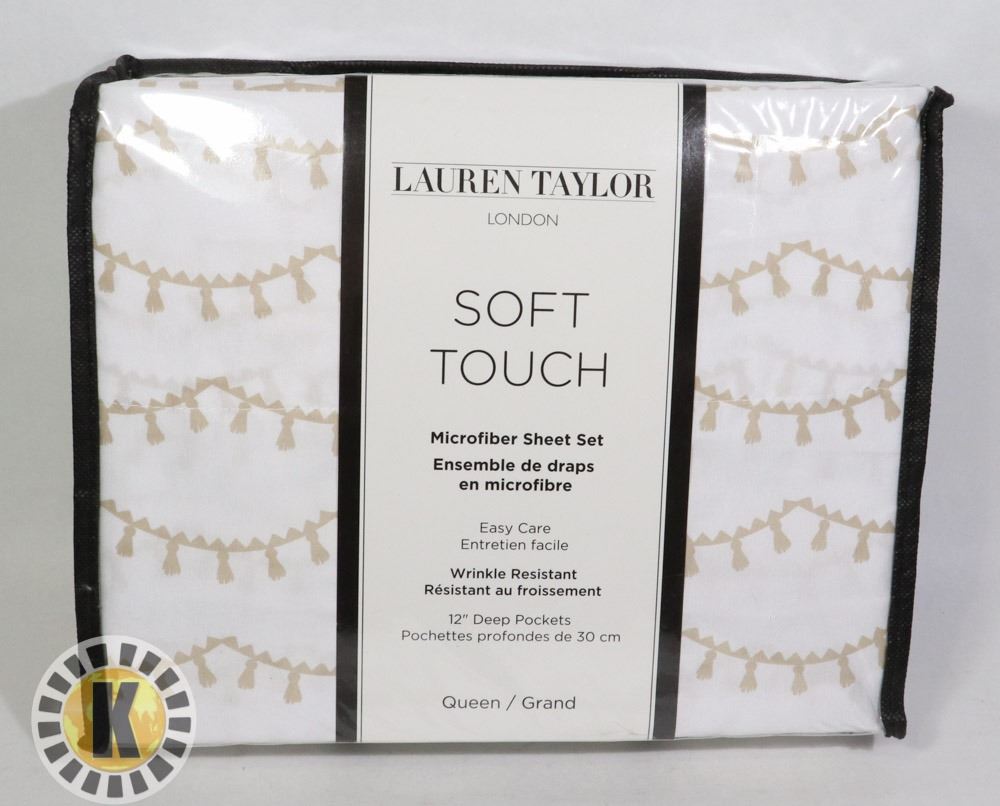 LAUREN TAYLOR
LONDON
SOFT
TOUCH
Microfiber Sheet Set
Ensemble de draps
en microfibre
Easy Care
Entretien facile
Wrinkle Resistant
Résistant au froissement
12" Deep Pockets
Pochettes profondes de 30 cm
Queen / Grand
K